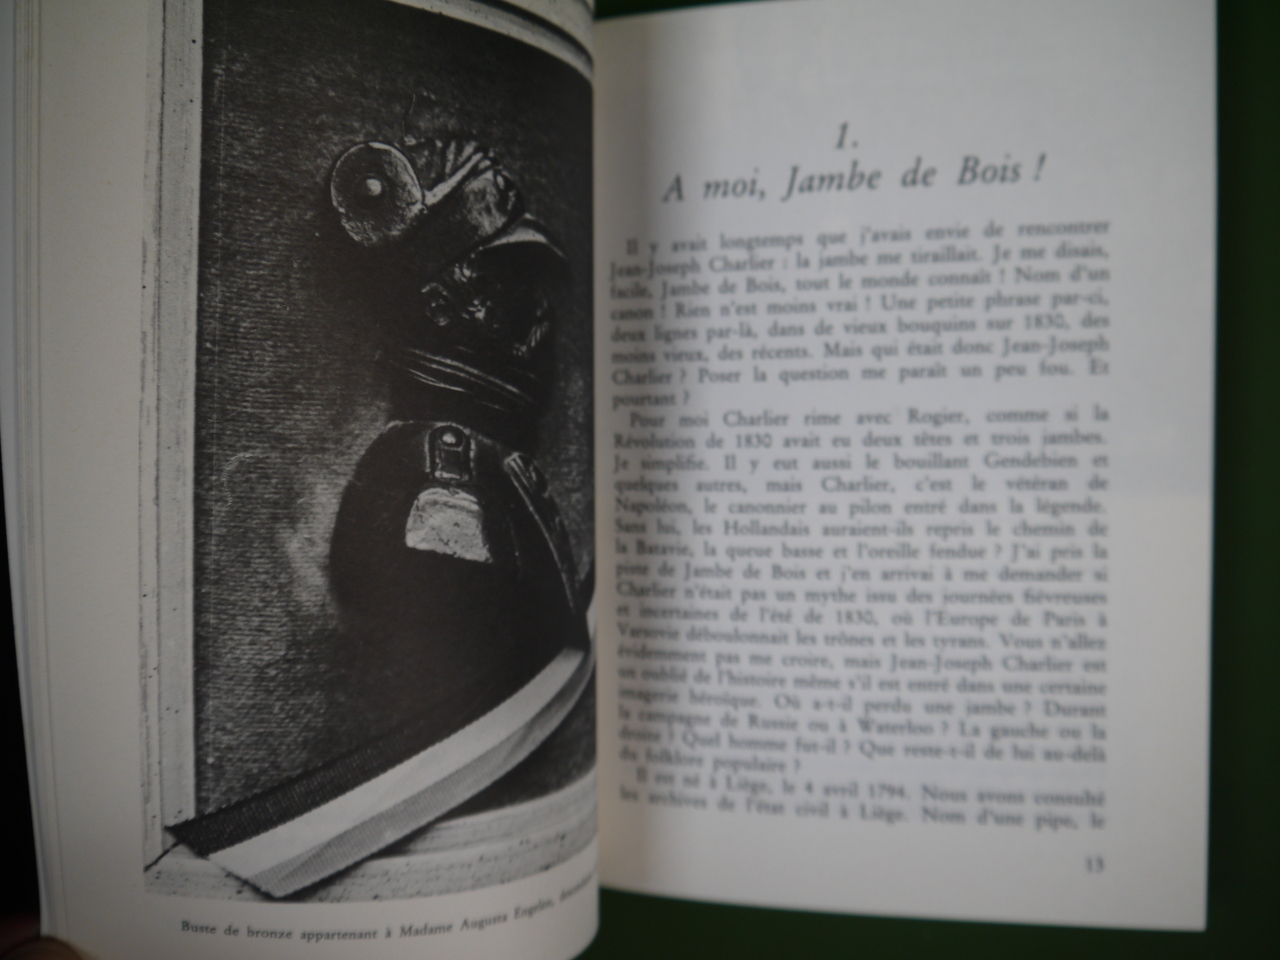 Buste de bronze appartenant à Madame Augusta Engelen,
1.
A moi, Jambe de Bois !
Il y avait longtemps que j'avais envie de rencontrer
Jean-Joseph Charlier : la jambe me tiraillait. Je me disais,
facile, Jambe de Bois, tout le monde connaît ! Nom d'un
canon ! Rien n'est moins vrai ! Une petite phrase par-ci,
deux lignes par-là, dans de vieux bouquins sur 1830, des
moins vieux, des récents. Mais qui était donc Jean-Joseph
Charlier ? Poser la question me paraît un peu fou. Et
pourtant ?
Pour moi Charlier rime avec Rogier, comme si la
Révolution de 1830 avait eu deux têtes et trois jambes.
Je simplifie. Il y eut aussi le bouillant Gendebien et
quelques autres, mais Charlier, c'est le vétéran de
Napoléon, le canonnier au pilon entré dans la légende.
Sans lui, les Hollandais auraient-ils repris le chemin de
la Batavie, la queue basse et l'oreille fendue ? J'ai pris la
piste de Jambe de Bois et j'en arrivai à me demander si
Charlier n'était pas un mythe issu des journées fiévreuses
et incertaines de l'été de 1830, où l'Europe de Paris à
Varsovie déboulonnait les trônes et les tyrans. Vous n'allez
évidemment pas me croire, mais Jean-Joseph Charlier est
un oublié de l'histoire même s'il est entré dans une certaine
imagerie héroïque. Où a-t-il perdu une jambe ? Durant
la campagne de Russie ou à Waterloo ? La gauche ou la
droite ? Quel homme fut-il ? Que reste-t-il de lui au-delà
du folklore populaire ?
Il est né à Liège, le 4 avril 1794. Nous avons consulté
les archives de l'état civil à Liège. Nom d'une pipe, le
13